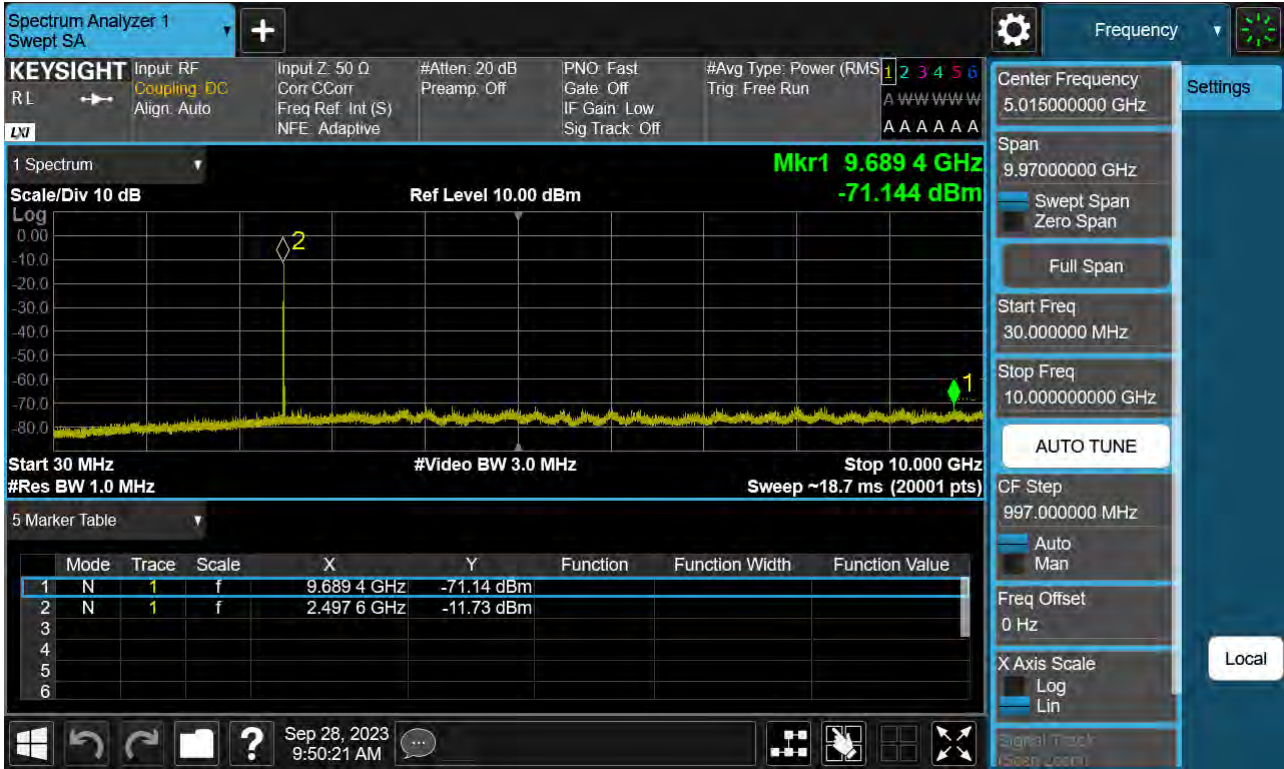 Spectrum Analyzer 1
Swept SA
Frequency
KEYSIGHT
RL
LXI
Input: RF
Coupling: DC
Align: Auto
Input Z: 50 Ω
Corr CCorr
Freq Ref: Int (S)
NFE: Adaptive
#Atten: 20 dB
Preamp: Off
PNO: Fast
Gate: Off
IF Gain: Low
Sig Track: Off
#Avg Type: Power (RMS
Trig: Free Run
1 2 3 4 5 6
A W W W W W
A A A A A A
1 Spectrum
Scale/Div 10 dB
Ref Level 10.00 dBm
Mkr1 9.689 4 GHz
-71.144 dBm
Log
0.00
-10.0
-20.0
-30.0
-40.0
-50.0
-60.0
-70.0
-80.0
2
1
Start 30 MHz
#Video BW 3.0 MHz
Stop 10.000 GHz
#Res BW 1.0 MHz
Sweep ~18.7 ms (20001 pts)
5 Marker Table
Mode Trace Scale X Y Function Function Width Function Value
1 N 1 f 9.689 4 GHz -71.14 dBm
2 N 1 f 2.497 6 GHz -11.73 dBm
3
4
5
6
Sep 28, 2023
9:50:21 AM
Center Frequency
5.015000000 GHz
Span
9.97000000 GHz
Swept Span
Zero Span
Full Span
Start Freq
30.000000 MHz
Stop Freq
10.000000000 GHz
AUTO TUNE
CF Step
997.000000 MHz
Auto
Man
Freq Offset
0 Hz
X Axis Scale
Log
Lin
Signal Track
(Span Zoom)
Settings
Local